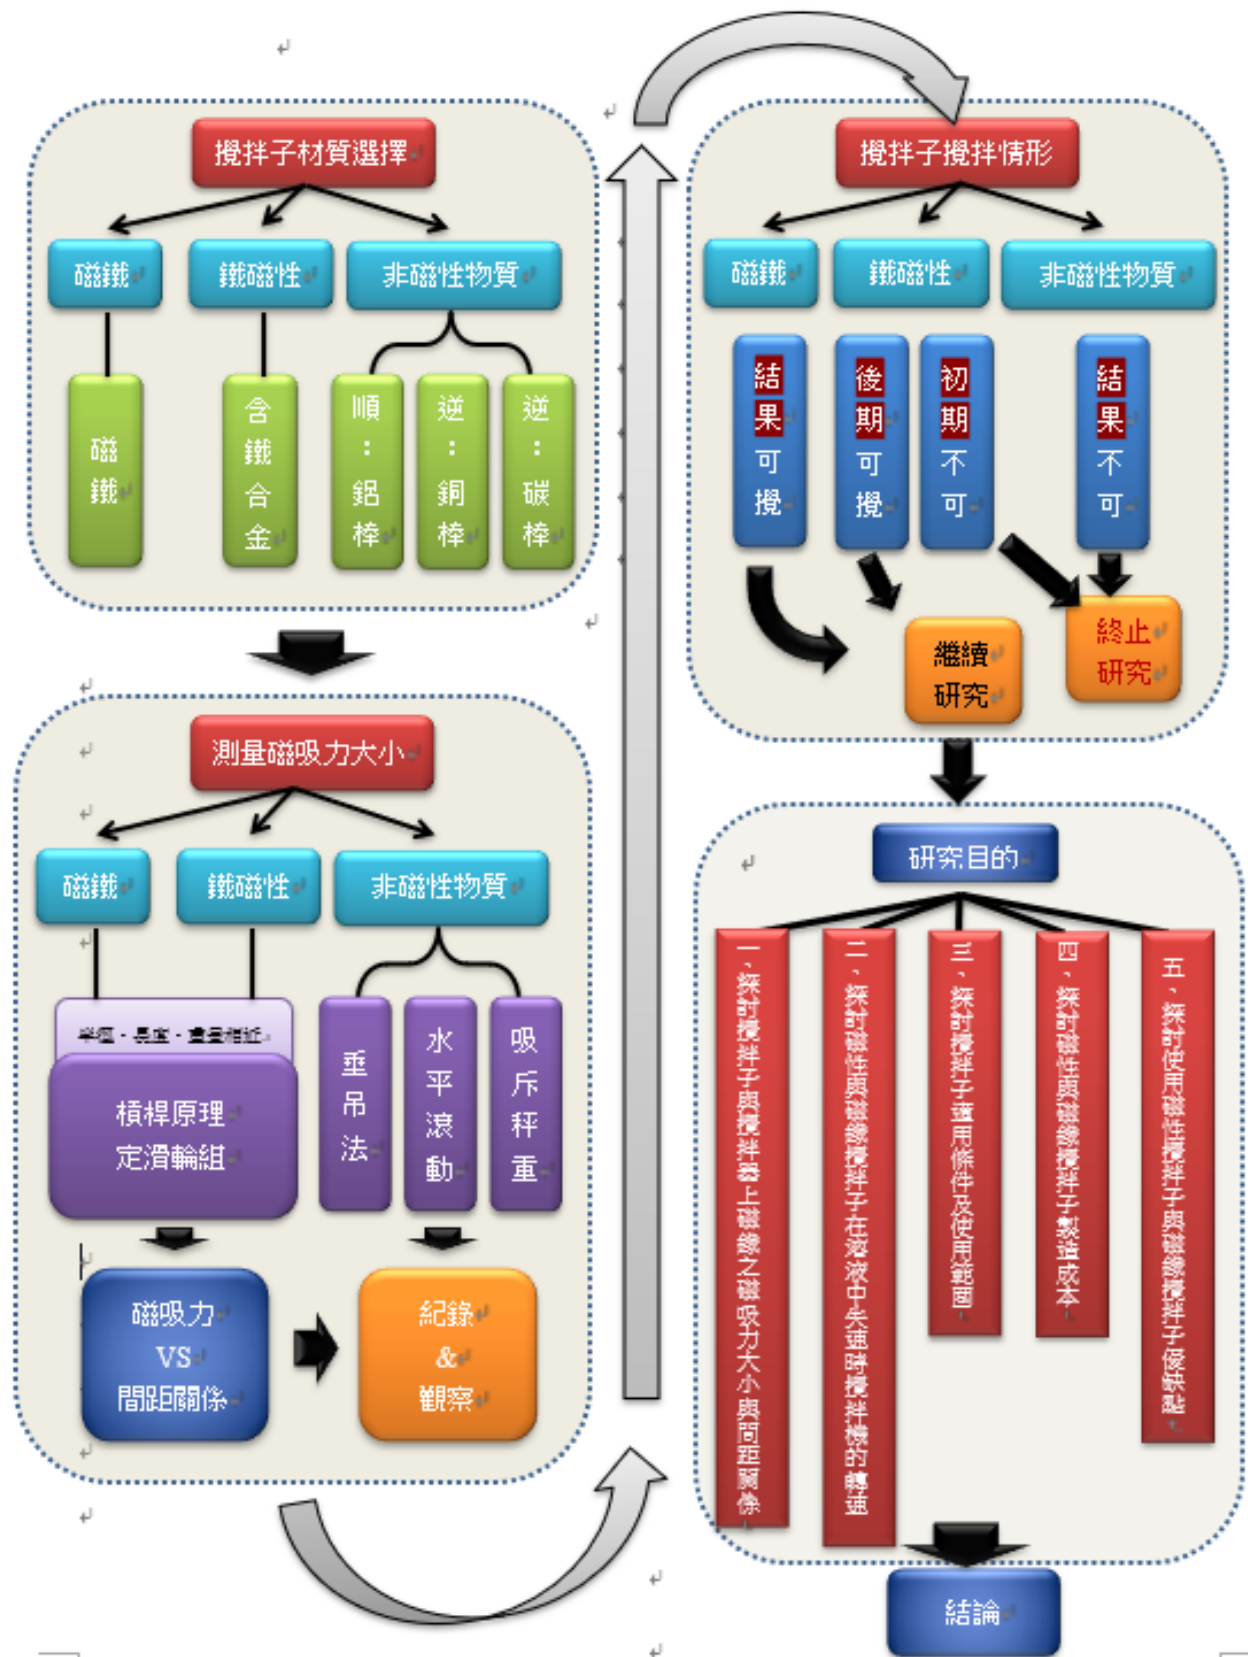 攪拌子材質選擇
磁鐵
鐵磁性
非磁性物質
磁鐵
含鐵合金
順：鋁棒
逆：銅棒
逆：碳棒
測量磁吸力大小
磁鐵
鐵磁性
非磁性物質
半徑、長度、重量相近
槓桿原理
定滑輪組
垂吊法
水平滾動
吸斥秤重
磁吸力
VS
間距關係
紀錄
&
觀察
攪拌子攪拌情形
磁鐵
鐵磁性
非磁性物質
結果可攪
後期可攪
初期不可
結果不可
繼續
研究
終止
研究
研究目的
一、探討攪拌子與攪拌器上磁鐵之磁吸力大小與間距關係
二、探討磁性與磁鐵攪拌子在溶液中失速時攪拌機的轉速
三、探討攪拌子適用條件及使用範圍
四、探討磁性與磁鐵攪拌子製造成本
五、探討使用磁性攪拌子與磁鐵攪拌子優缺點
結論